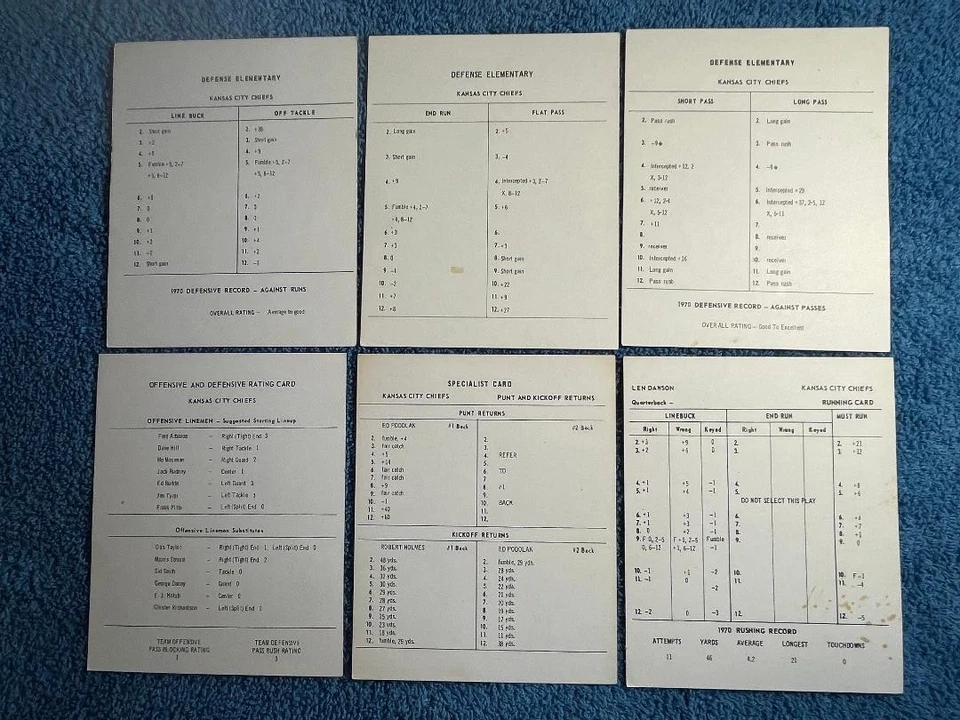 DEFENSE ELEMENTARY
KANSAS CITY CHIEFS
LINE BUCK OFF TACKLE
2. Short gain
3. +2
5. Fumble +5, 2-7
+5, 8-12
7. 0
8. 0
9. +1
10. +3
12. Short gain
3. Short gain
4. +9
5. Fumble +5, 2-7
+5, 8-12
6. +2
7. 3
9. +1
10. +4
11. +2
12. -1
1970 DEFENSIVE RECORD - AGAINST RUNS
OVERALL RATING - Average to good
DEFENSE ELEMENTARY
KANSAS CITY CHIEFS
END RUN FLAT PASS
2. Long gain
3. Short gain
4. +9
5. Fumble +4, 2-7
+4, 8-12
6. +3
7. +3
8. 0
9. -1
10. -2
11. +7
12. +8
2. +5
3. -4
4. Intercepted +3, 2-7
X, 8-12
5. +6
6.
7. +3
8. Short gain
9. Short gain
10. +22
11. +9
12. +27
DEFENSE ELEMENTARY
KANSAS CITY CHIEFS
SHORT PASS LONG PASS
2. Pass rush
3. -9
4. Intercepted +12, 2
X, 3-12
5. receiver
6. +12, 2-4
X, 5-12
7. +11
8.
9. receiver
10. Intercepted +16
11. Long gain
12. Pass rush
2. Long gain
3. Pass rush
4.
5. Intercepted +29
6. Intercepted +37, 2-5, 12
X, 6-11
7.
8. receiver
9.
10. receiver
11. Long gain
12. Pass rush
1970 DEFENSIVE RECORD - AGAINST PASSES
OVERALL RATING - Good To Excellent
OFFENSIVE AND DEFENSIVE RATING CARD
KANSAS CITY CHIEFS
OFFENSIVE LINEMEN - Suggested Starting Lineup
Fred Arbanas - Right (Tight) End 3
Dave Hill - Right Tackle 1
Mo Moorman - Right Guard 2
Jack Rudnay - Center 1
Ed Budde - Left Guard 3
Jim Tyrer - Left Tackle 3
Frank Pitts - Left (Split) End 0
Offensive Lineman Substitutes
Otis Taylor - Right (Tight) End 1 Left (Split) End 0
Morris Stroud - Right (Tight) End 2
Sid Smith - Tackle 0
George Daney - Guard 0
E. J. Holub - Center 0
Gloster Richardson - Left (Split) End
TEAM OFFENSIVE
PASS BLOCKING RATING
TEAM DEFENSIVE
PASS RUSH RATING
3
SPECIALIST CARD
KANSAS CITY CHIEFS PUNT AND KICKOFF RETURNS
PUNT RETURNS
ED PODOLAK #1 Back #2 Back
2. fumble, +4
3. fair catch
4. +3
5. +14
6. fair catch
7. fair catch
8. +9
9. fair catch
10. -1
11. +40
12. +60
2.
3.
4. REFER
5.
6. TO
7.
8. #1
9.
10. BACK
11.
12.
KICKOFF RETURNS
ROBERT HOLMES #1 Back ED PODOLAK #2 Back
2. 48 yds.
3. 36 yds.
4. 32 yds.
5. 30 yds.
6. 29 yds.
7. 28 yds.
8. 27 yds.
9. 25 yds.
10. 23 yds.
11. 18 yds.
12. fumble, 25 yds.
2. fumble, 29 yds.
3. 29 yds.
4. 24 yds.
5. 22 yds.
6. 21 yds.
7. 20 yds.
8. 19 yds.
9. 17 yds.
10. 15 yds.
11. 11 yds.
12. 38 yds.
LEN DAWSON KANSAS CITY CHIEFS
Quarterback - RUNNING CARD
LINEBUCK END RUN MUST RUN
Right Wrong Keyed Right Wrong Keyed
2. +3 +9 0 2. 2. +21
3. +2 0 3. 3. +12
4. +1 +5 -1 4. 4. +8
5. +1 +4 -1 5. 5. +6
DO NOT SELECT THIS PLAY
6. +1 +3 -1 6. 6. +4
7. +1 +3 -1 7. 7. +2
8. 0 +2 -1 8. 8. +1
9. F 0, 2-5 F +1, 2-5 Fumble 9. 9. 0
0, 6-12 +1, 6-12 -1
10. -1 -2 10. 10. F -1
11. -1 0 -2 11. 11. -4
12. -2 0 -3 12. 12. -5
1970 RUSHING RECORD
ATTEMPTS YARDS AVERAGE LONGEST TOUCHDOWNS
11 46 4.2 21 0